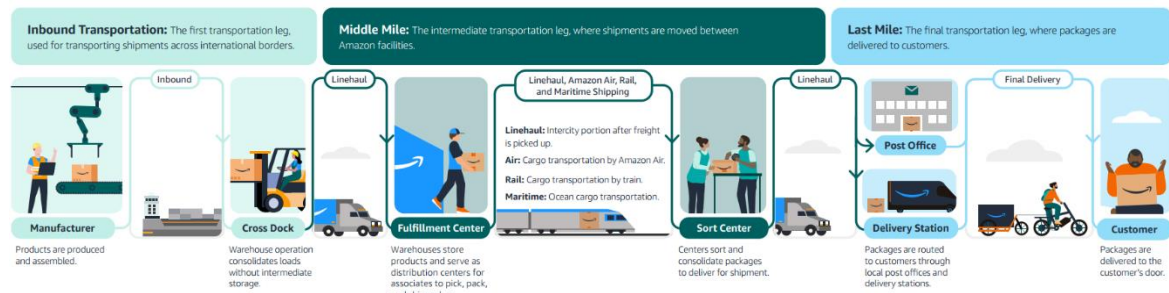 Inbound Transportation: The first transportation leg,
used for transporting shipments across international borders.
Middle Mile: The intermediate transportation leg, where shipments are moved between
Amazon facilities.
Last Mile: The final transportation leg, where packages are
delivered to customers.
Inbound
Linehaul
Linehaul, Amazon Air, Rail,
and Maritime Shipping
Linehaul
Final Delivery
Linehaul: Intercity portion after freight
is picked up.
Air: Cargo transportation by Amazon Air.
Rail: Cargo transportation by train.
Maritime: Ocean cargo transportation.
Post Office
Manufacturer
Cross Dock
Fulfillment Center
Sort Center
Delivery Station
Customer
Products are produced
and assembled.
Warehouse operation
consolidates loads
without intermediate
storage.
Warehouses store
products and serve as
distribution centers for
associates to pick, pack,
Centers sort and
consolidate packages
to deliver for shipment.
Packages are routed
to customers through
local post offices and
delivery stations.
Packages are
delivered to the
customer's door.